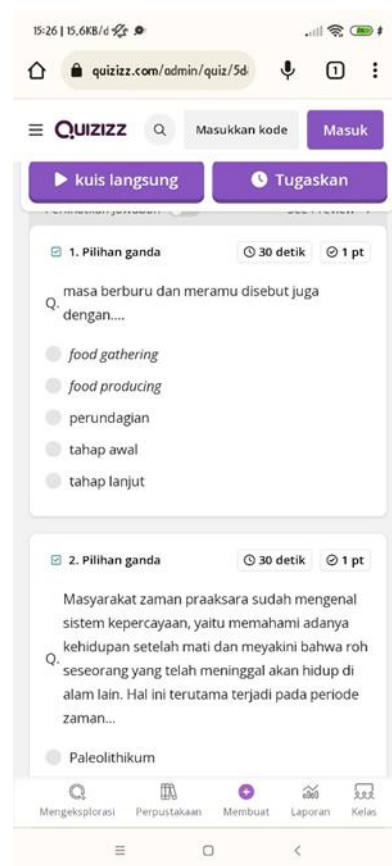 15:26 | 15,6KB/d
quizizz.com/admin/quiz/5d
1
QUIZIZZ
Masukkan kode
Masuk
kuis langsung
Tugaskan
1. Pilihan ganda
30 detik
1 pt
Q. masa berburu dan meramu disebut juga
dengan....
food gathering
food producing
perundagian
tahap awal
tahap lanjut
2. Pilihan ganda
30 detik
1 pt
Masyarakat zaman praaksara sudah mengenal
sistem kepercayaan, yaitu memahami adanya
kehidupan setelah mati dan meyakini bahwa roh
Q. seseorang yang telah meninggal akan hidup di
alam lain. Hal ini terutama terjadi pada periode
zaman...
Paleolithikum
Mengeksplorasi
Perpustakaan
Membuat
Laporan
Kelas